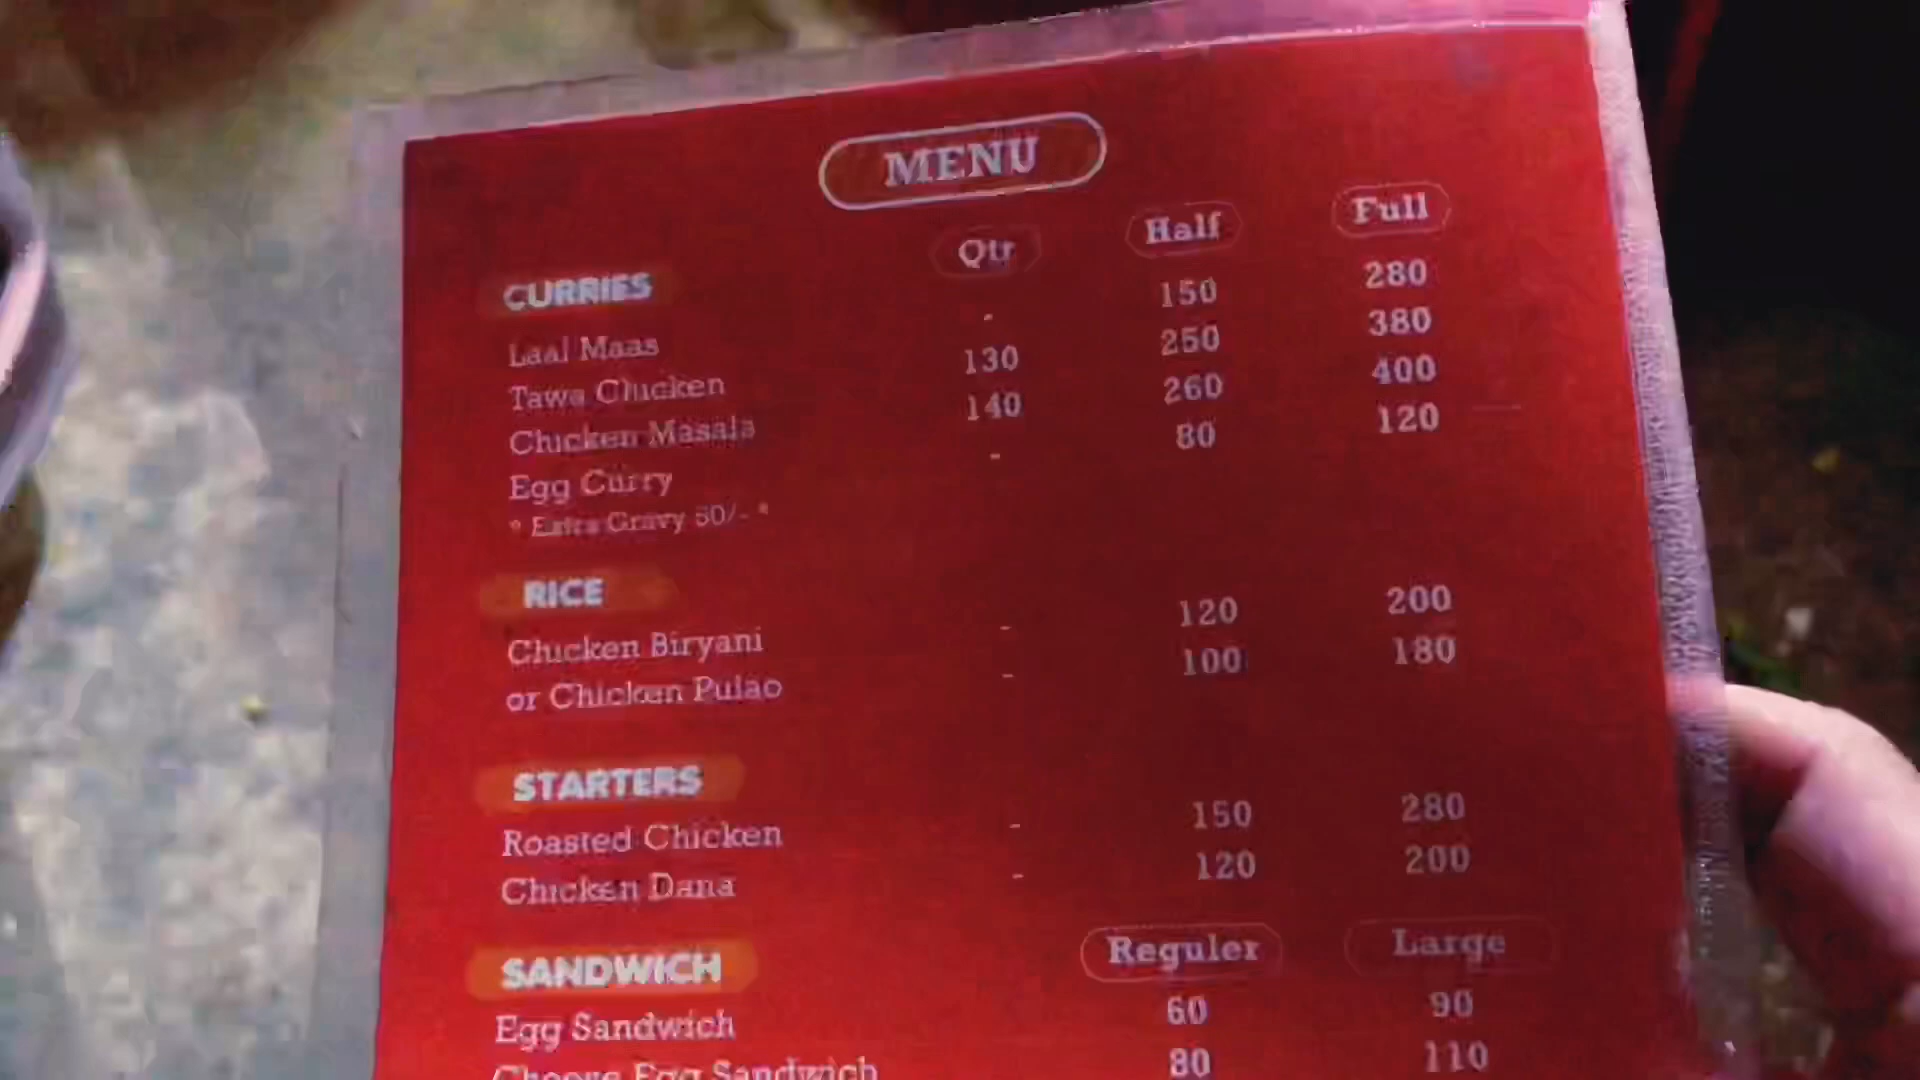 MENU
Qtr Half Full
CURRIES
Laal Maas - 150 280
Tawa Chicken 130 250 380
Chicken Masala 140 260 400
Egg Curry - 80 120
* Extra Gravy 50/- *
RICE
Chicken Biryani - 120 200
or Chicken Pulao - 100 180
STARTERS
Roasted Chicken - 150 280
Chicken Dana - 120 200
SANDWICH Reguler Large
Egg Sandwich 60 90
Egg Sandwich 80 110